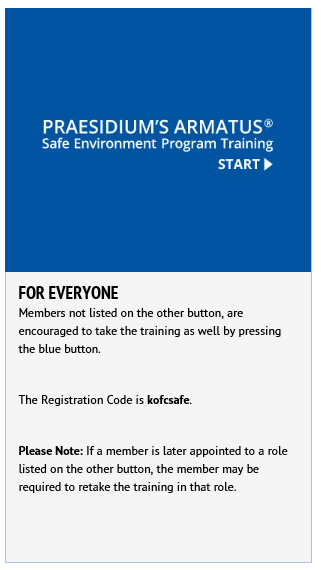 PRAESIDIUM'S ARMATUS®
Safe Environment Program Training
START
FOR EVERYONE
Members not listed on the other button, are
encouraged to take the training as well by pressing
the blue button.
The Registration Code is kofcsafe.
Please Note: If a member is later appointed to a role
listed on the other button, the member may be
required to retake the training in that role.